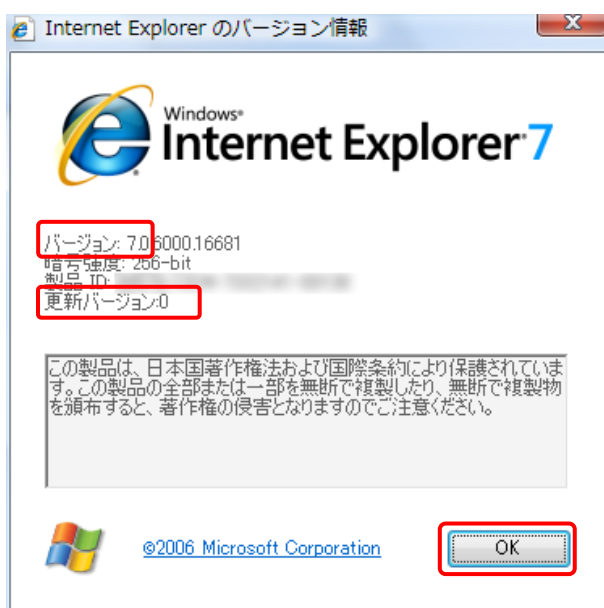 Internet Explorer のバージョン情報
Windows®
Internet Explorer 7
バージョン: 7.0.6000.16681
暗号強度: 256-bit
製品 ID:
更新バージョン:0
この製品は、日本国著作権法および国際条約により保護されていま
す。この製品の全部または一部を無断で複製したり、無断で複製物
を頒布すると、著作権の侵害となりますのでご注意ください。
©2006 Microsoft Corporation
OK